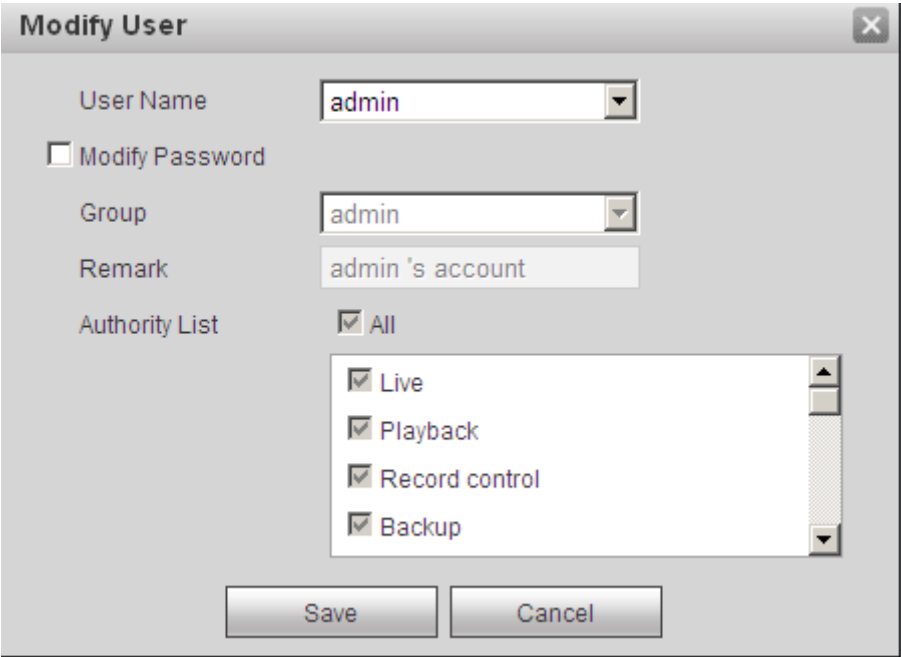 Modify User
User Name admin
Modify Password
Group admin
Remark admin 's account
Authority List All
Live
Playback
Record control
Backup
Save Cancel